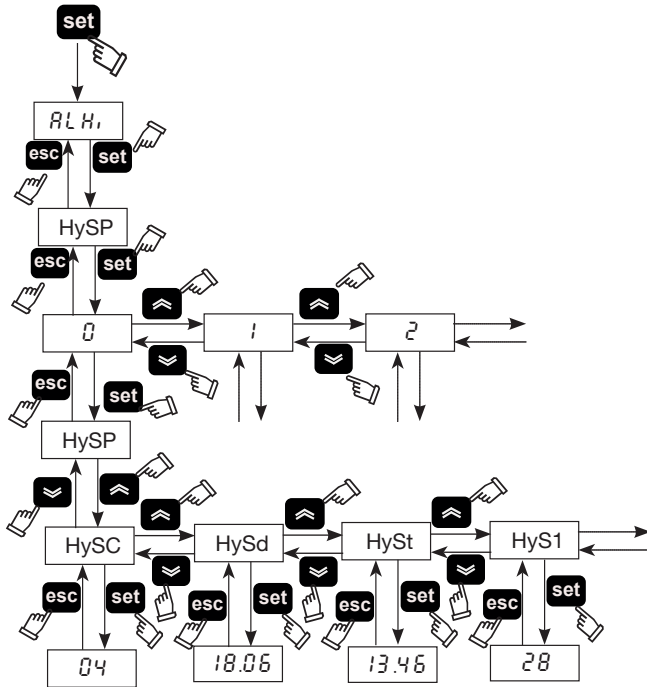 set
ALHi
esc set
HySP
esc set
0 1 2
esc set
HySP
HySC HySd HySt HyS1
esc set esc set esc set esc set
04 18.06 13.46 28